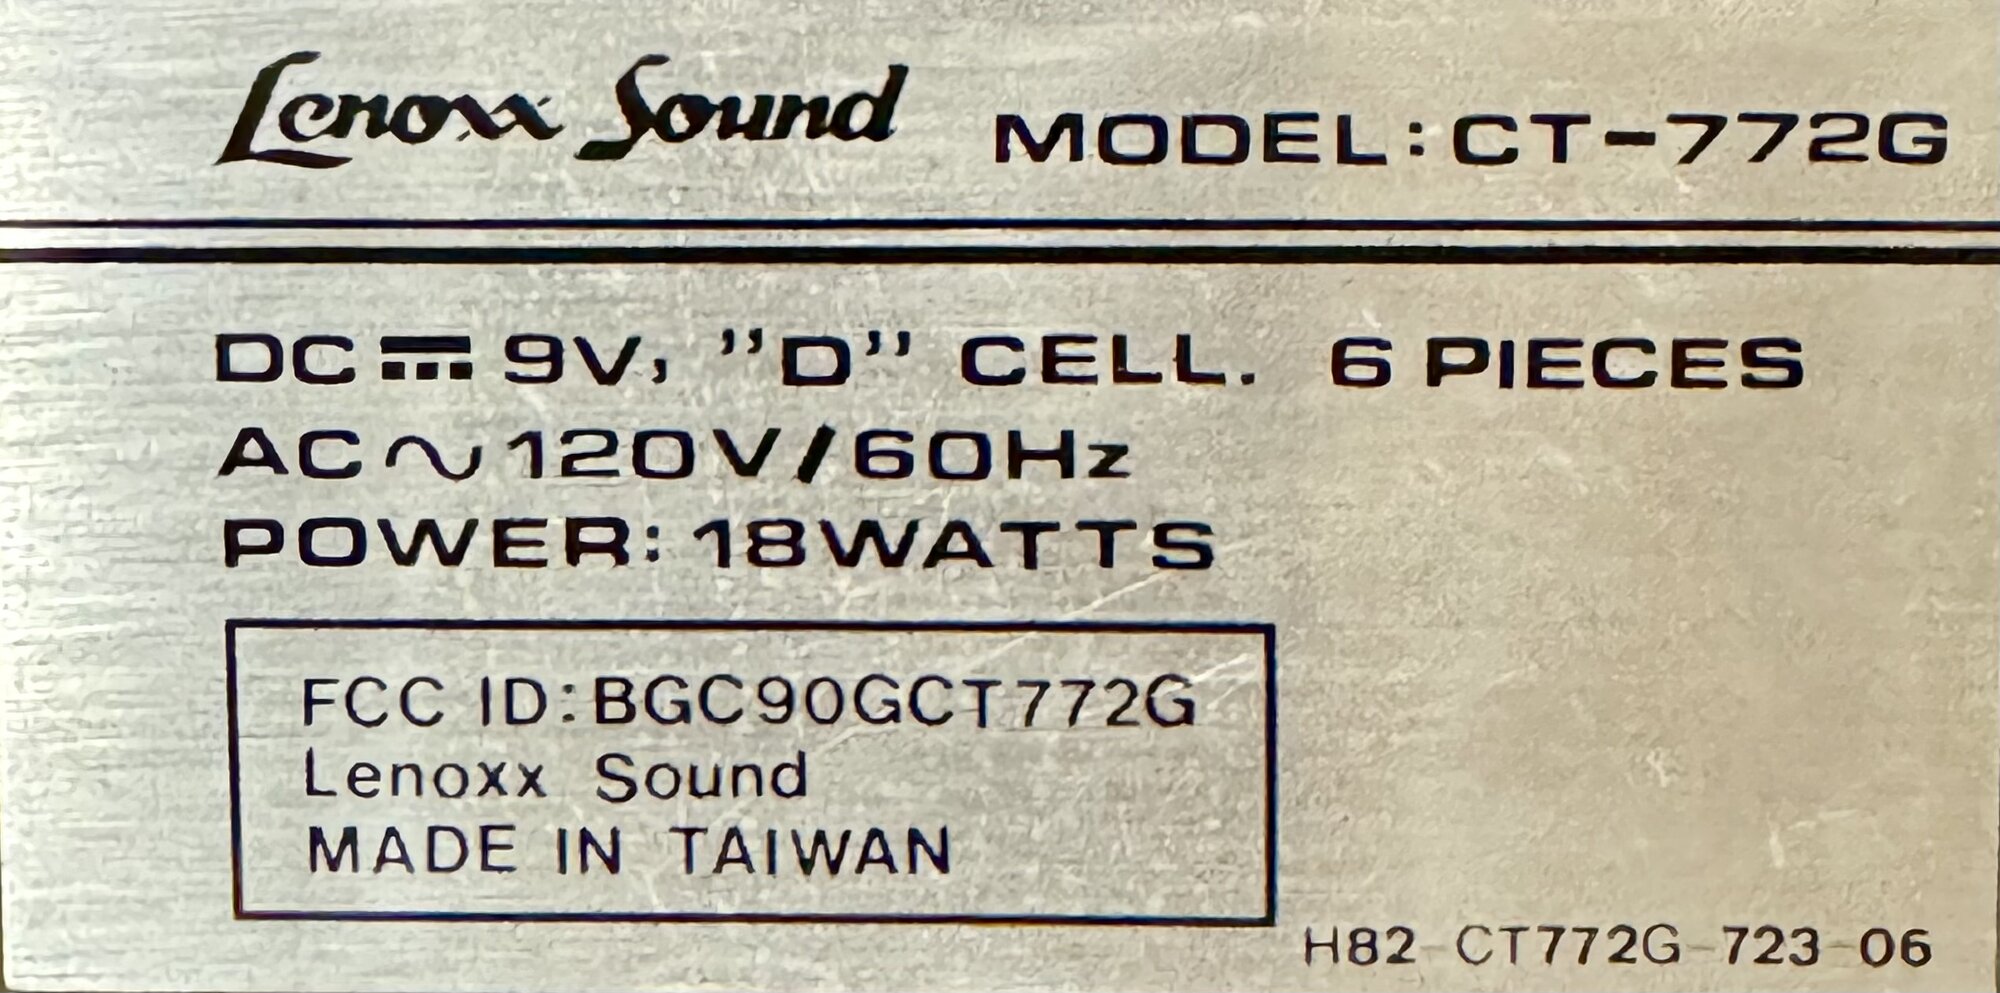 Lenoxx Sound MODEL:CT-772G
DC⎓9V, "D" CELL. 6 PIECES
AC∿120V/60Hz
POWER:18WATTS
FCC ID:BGC90GCT772G
Lenoxx Sound
MADE IN TAIWAN
H82-CT772G-723-06